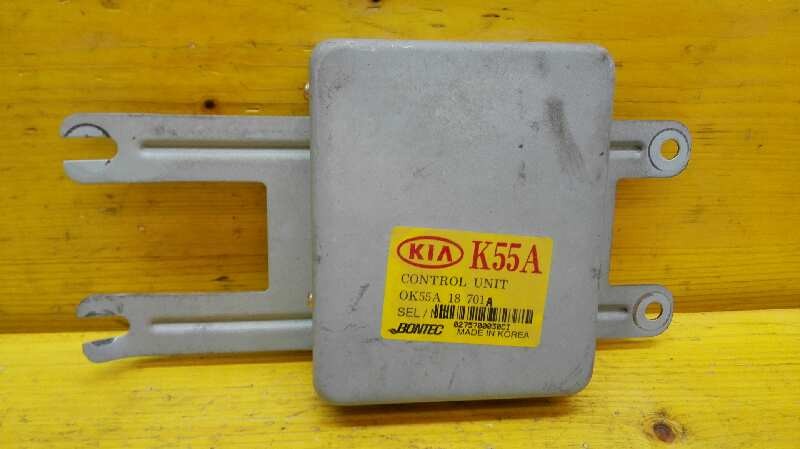 KIA K55A
CONTROL UNIT
OK55A 18 701A
SEL /
BONTEC
MADE IN KOREA